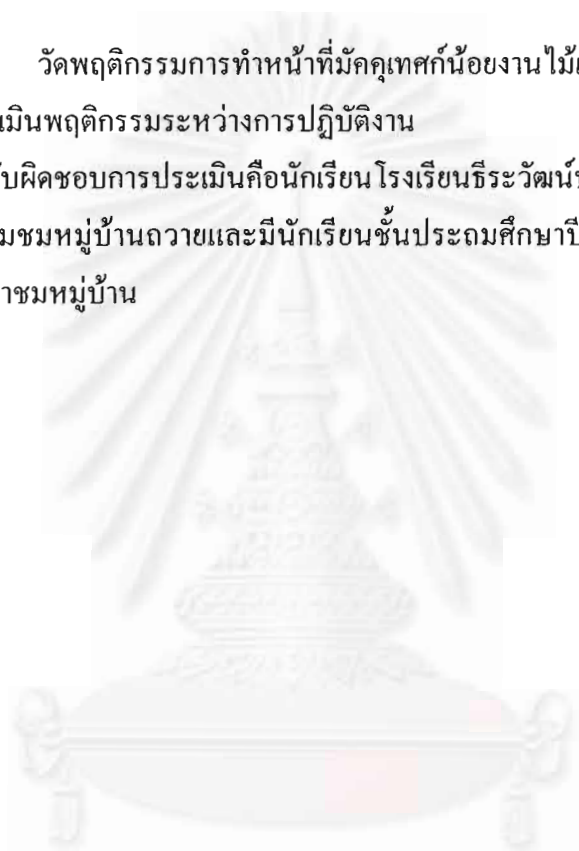 วัดพฤติกรรมการทำหน้าที่มัคคุเทศก์น้อยงานไม้
เมินพฤติกรรมระหว่างการปฏิบัติงาน
ับผิดชอบการประเมินคือนักเรียนโรงเรียนธีระวัฒน์
มชมหมู่บ้านถวายและมีนักเรียนชั้นประถมศึกษาปี
าชมหมู่บ้าน